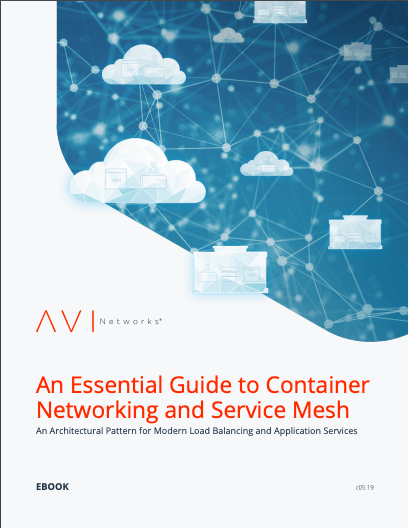 VM
AVI Networks®
An Essential Guide to Container
Networking and Service Mesh
An Architectural Pattern for Modern Load Balancing and Application Services
EBOOK
c05.19